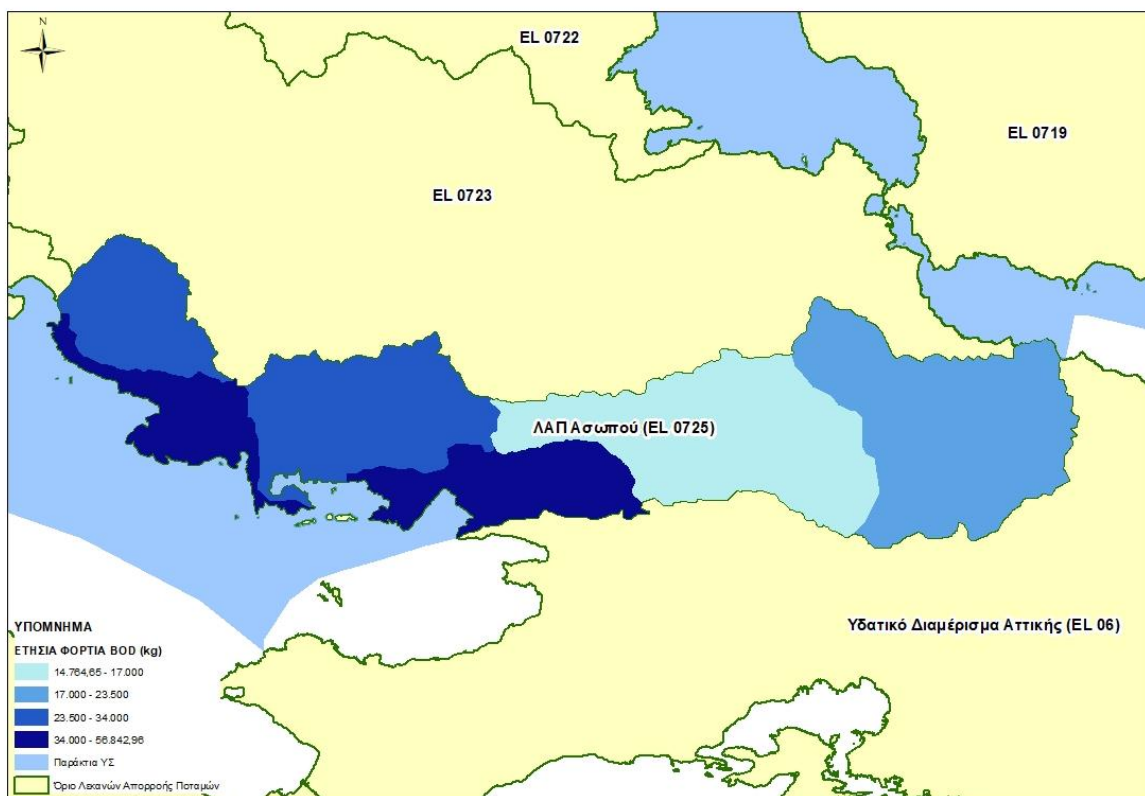 N
EL 0722
EL 0719
EL 0723
ΛΑΠ Ασωπού (EL 0725)
Υδατικό Διαμέρισμα Αττικής (EL 06)
ΥΠΟΜΝΗΜΑ
ΕΤΗΣΙΑ ΦΟΡΤΙΑ BOD (kg)
14.764,65 - 17.000
17.000 - 23.500
23.500 - 34.000
34.000 - 56.842,96
Παράκτια ΥΣ
Όριο Λεκανών Απορροής Ποταμών